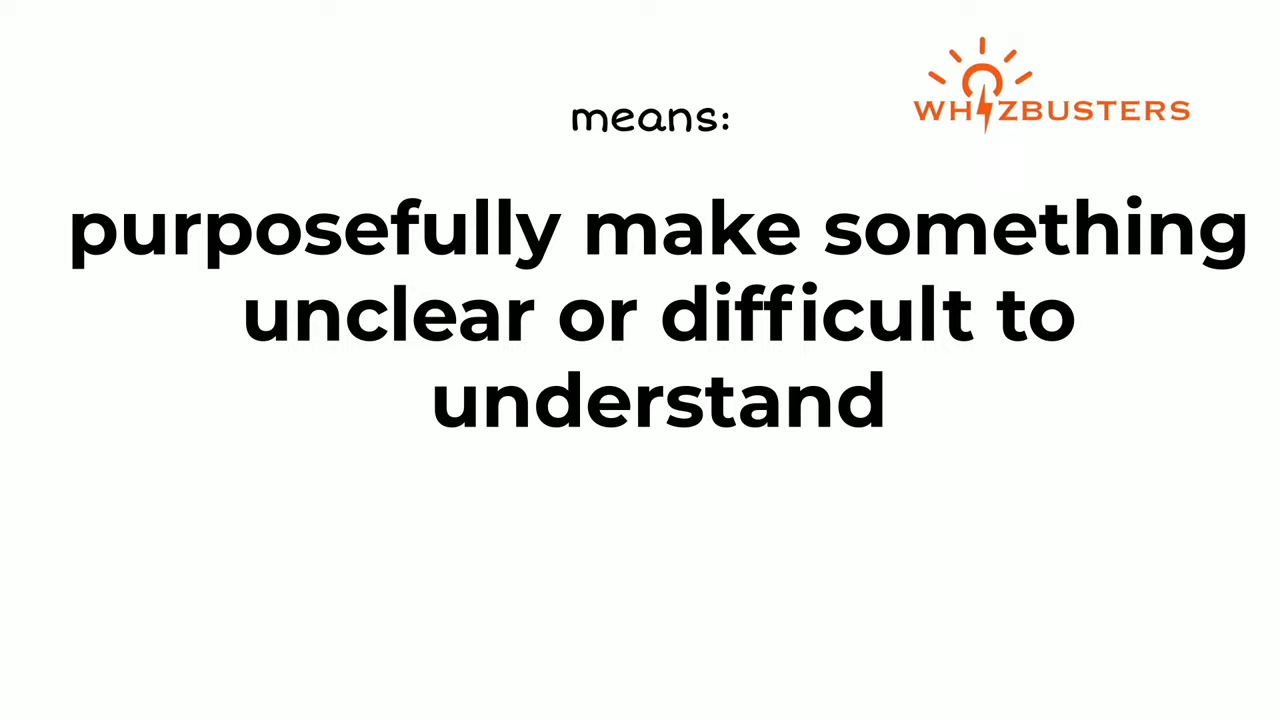 means:
WHIZBUSTERS
purposefully make something
unclear or difficult to
understand